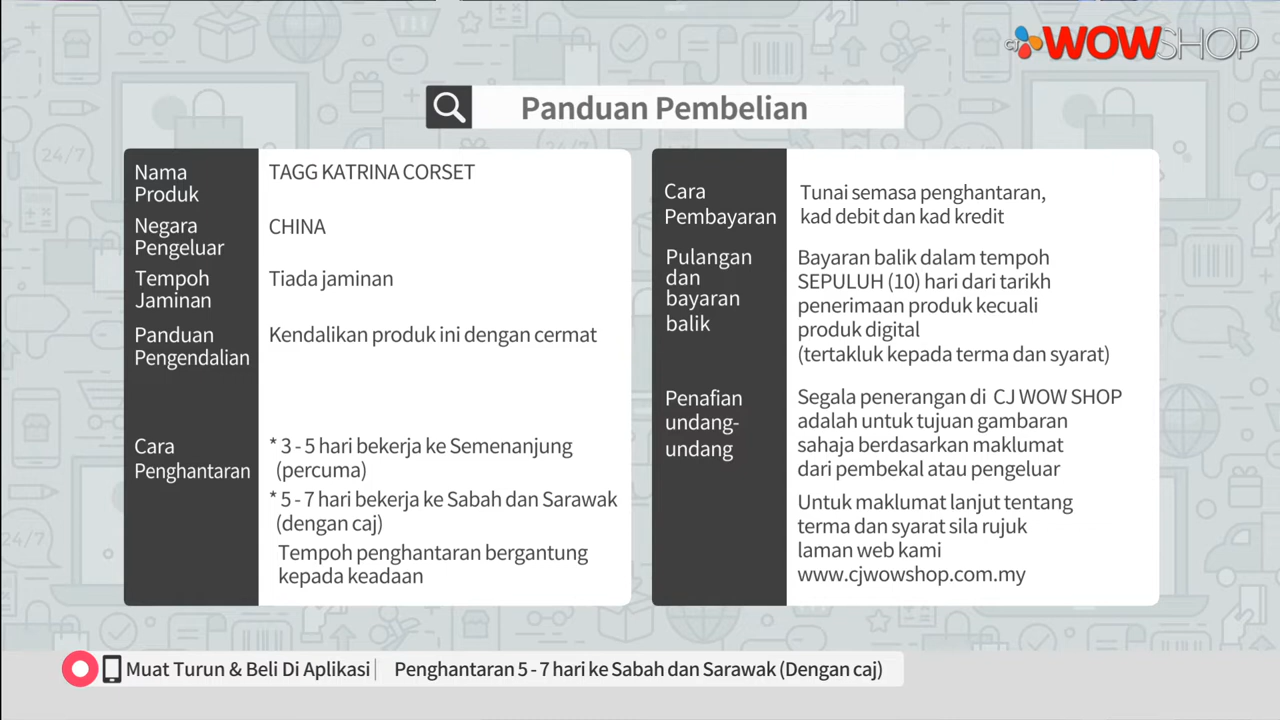 CJ WOWSHOP
Panduan Pembelian
Nama
Produk
TAGG KATRINA CORSET
Negara
Pengeluar
CHINA
Tempoh
Jaminan
Tiada jaminan
Panduan
Pengendalian
Kendalikan produk ini dengan cermat
Cara
Penghantaran
* 3 - 5 hari bekerja ke Semenanjung
(percuma)
* 5 - 7 hari bekerja ke Sabah dan Sarawak
(dengan caj)
Tempoh penghantaran bergantung
kepada keadaan
Cara
Pembayaran
Tunai semasa penghantaran,
kad debit dan kad kredit
Pulangan
dan
bayaran
balik
Bayaran balik dalam tempoh
SEPULUH (10) hari dari tarikh
penerimaan produk kecuali
produk digital
(tertakluk kepada terma dan syarat)
Penafian
undang-
undang
Segala penerangan di CJ WOW SHOP
adalah untuk tujuan gambaran
sahaja berdasarkan maklumat
dari pembekal atau pengeluar
Untuk maklumat lanjut tentang
terma dan syarat sila rujuk
laman web kami
www.cjwowshop.com.my
24/7
24/7
Muat Turun & Beli Di Aplikasi | Penghantaran 5 - 7 hari ke Sabah dan Sarawak (Dengan caj)